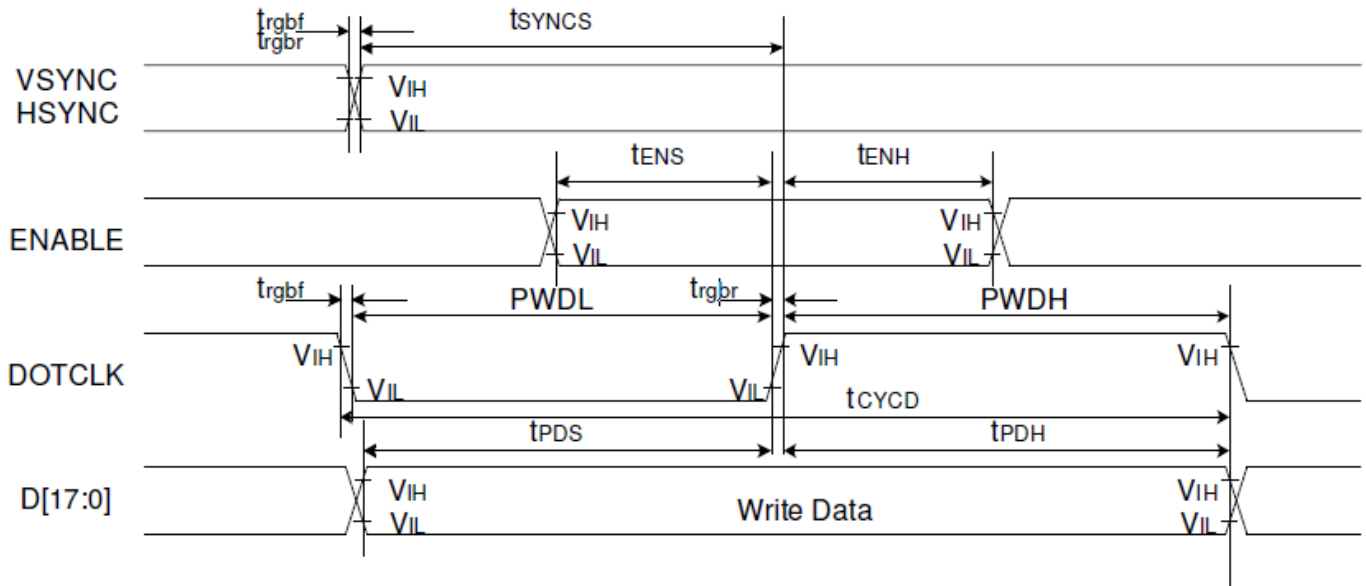 trgbf
trgbr
tSYNCS
VSYNC
HSYNC
VIH
VIL
tENS
tENH
ENABLE
VIH
VIL
VIH
VIL
trgbf
PWDL
trgbr
PWDH
DOTCLK
VIH
VIL
VIL
VIH
VIH
tCYCD
tPDS
tPDH
D[17:0]
VIH
VIL
Write Data
VIH
VIL